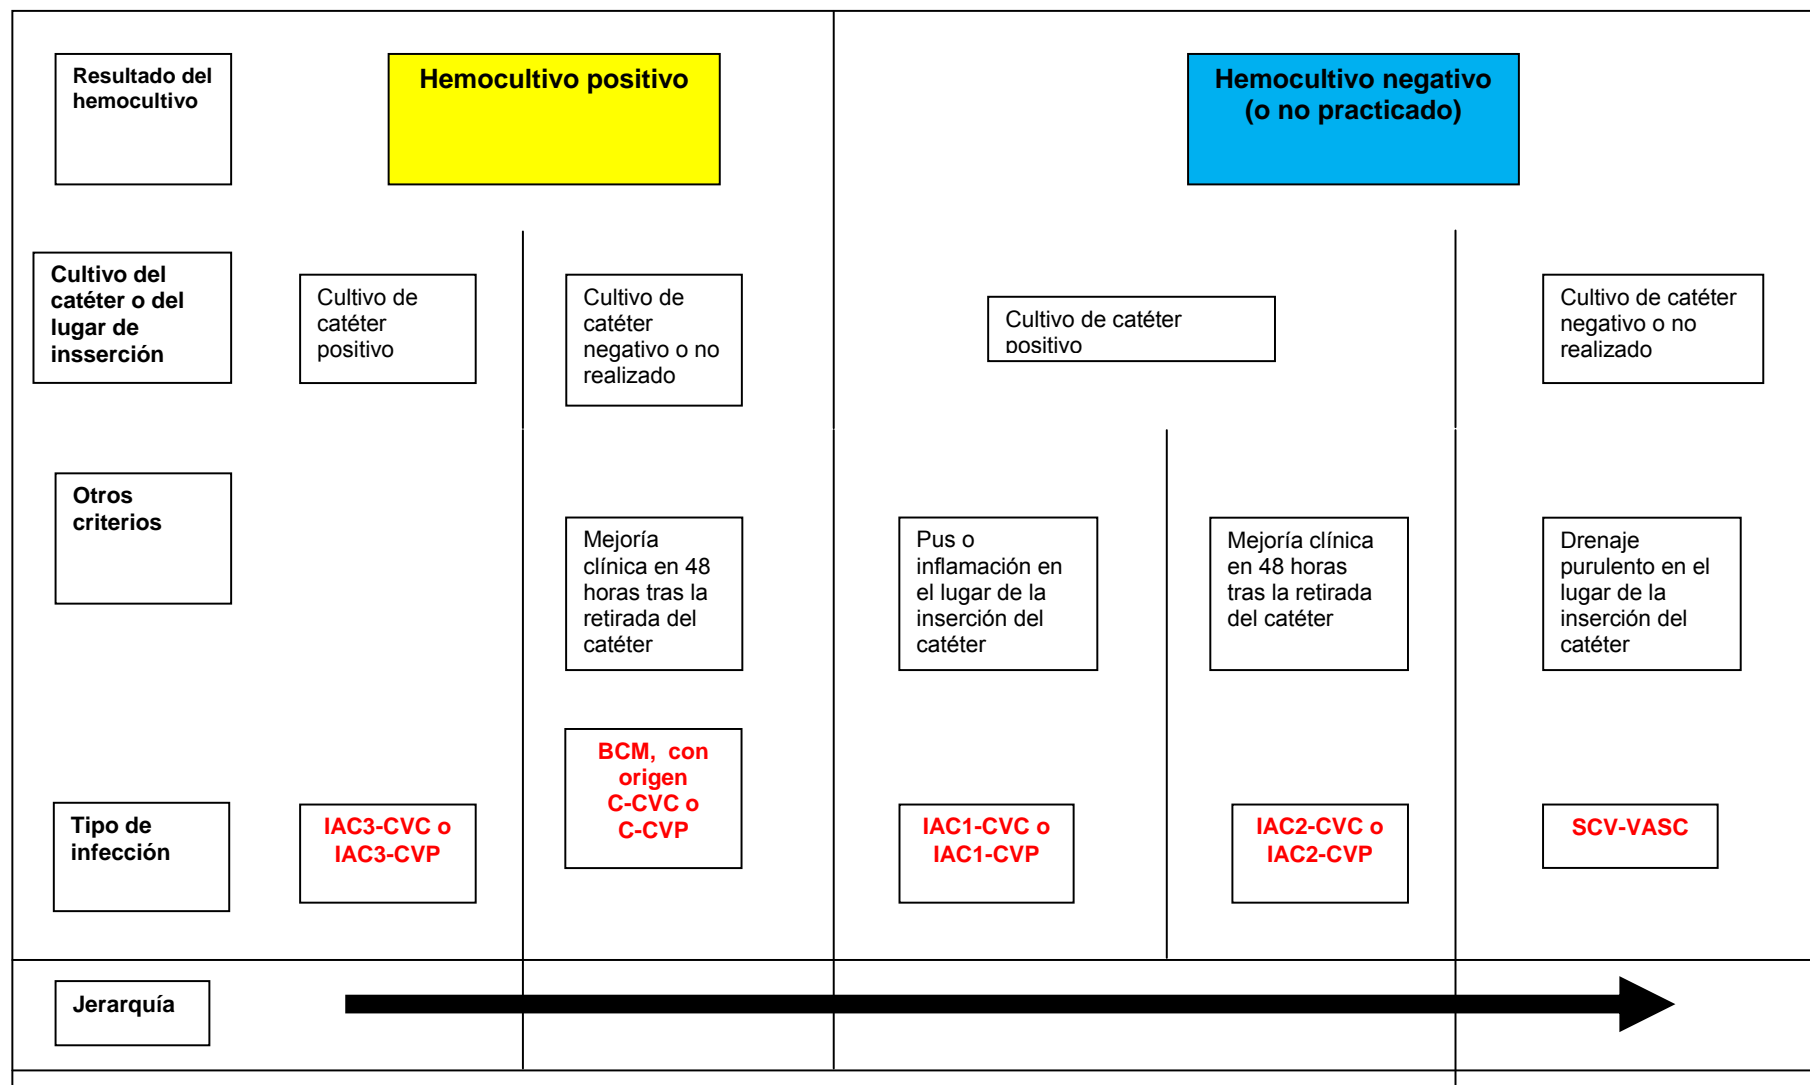 Resultado del
hemocultivo
Hemocultivo positivo
Hemocultivo negativo
(o no practicado)
Cultivo del
catéter o del
lugar de
insserción
Cultivo de
catéter
positivo
Cultivo de
catéter
negativo o no
realizado
Cultivo de catéter
positivo
Cultivo de catéter
negativo o no
realizado
Otros
criterios
Mejoría
clínica en 48
horas tras la
retirada del
catéter
Pus o
inflamación en
el lugar de la
inserción del
catéter
Mejoría clínica
en 48 horas
tras la retirada
del catéter
Drenaje
purulento en el
lugar de la
inserción del
catéter
Tipo de
infección
IAC3-CVC o
IAC3-CVP
BCM, con
origen
C-CVC o
C-CVP
IAC1-CVC o
IAC1-CVP
IAC2-CVC o
IAC2-CVP
SCV-VASC
Jerarquía